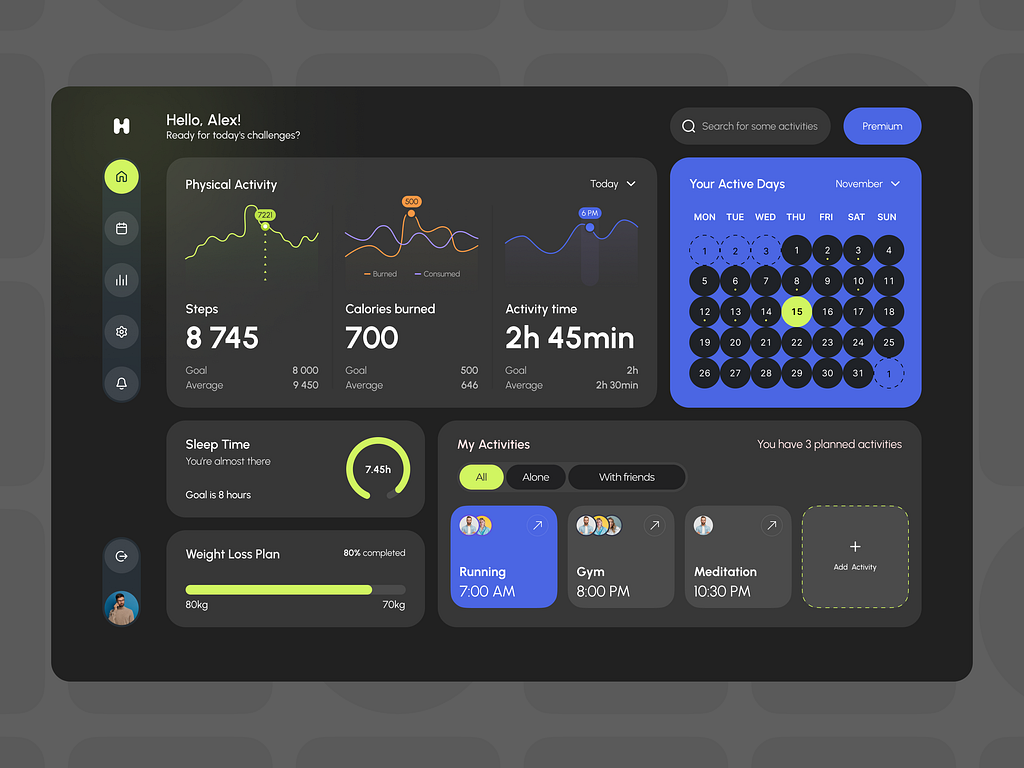 H
Hello, Alex!
Ready for today's challenges?
Search for some activities
Premium
Physical Activity
Today
7221
500
Burned
Consumed
6 PM
Steps
8 745
Goal 8 000
Average 9 450
Calories burned
700
Goal 500
Average 646
Activity time
2h 45min
Goal 2h
Average 2h 30min
Your Active Days
November
MON TUE WED THU FRI SAT SUN
1 2 3 1 2 3 4
5 6 7 8 9 10 11
12 13 14 15 16 17 18
19 20 21 22 23 24 25
26 27 28 29 30 31 1
Sleep Time
You're almost there
Goal is 8 hours
7.45h
Weight Loss Plan
80% completed
80kg 70kg
My Activities
You have 3 planned activities
All Alone With friends
Running
7:00 AM
Gym
8:00 PM
Meditation
10:30 PM
+
Add Activity